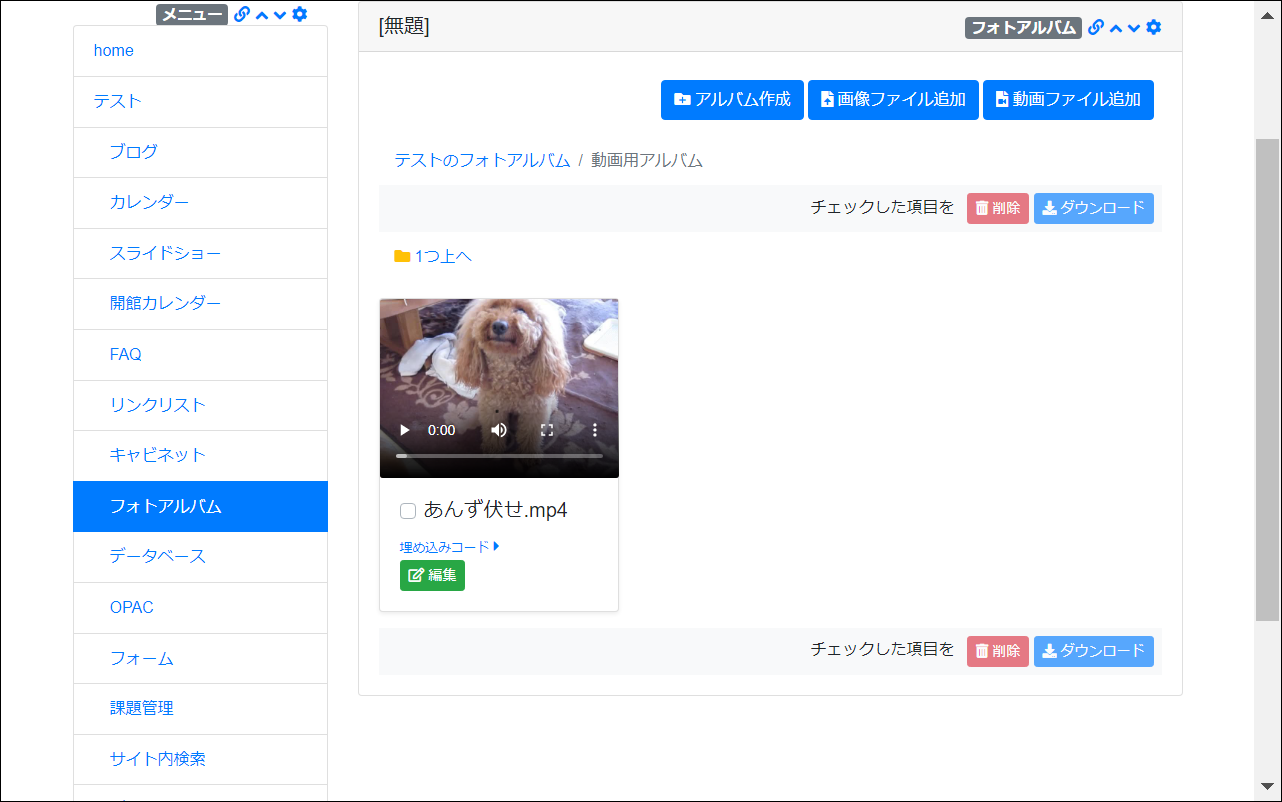 メニュー
home
テスト
ブログ
カレンダー
スライドショー
開館カレンダー
FAQ
リンクリスト
キャビネット
フォトアルバム
データベース
OPAC
フォーム
課題管理
サイト内検索
[無題]
フォトアルバム
アルバム作成 画像ファイル追加 動画ファイル追加
テストのフォトアルバム / 動画用アルバム
チェックした項目を 削除 ダウンロード
1つ上へ
0:00
あんず伏せ.mp4
埋め込みコード
編集
チェックした項目を 削除 ダウンロード